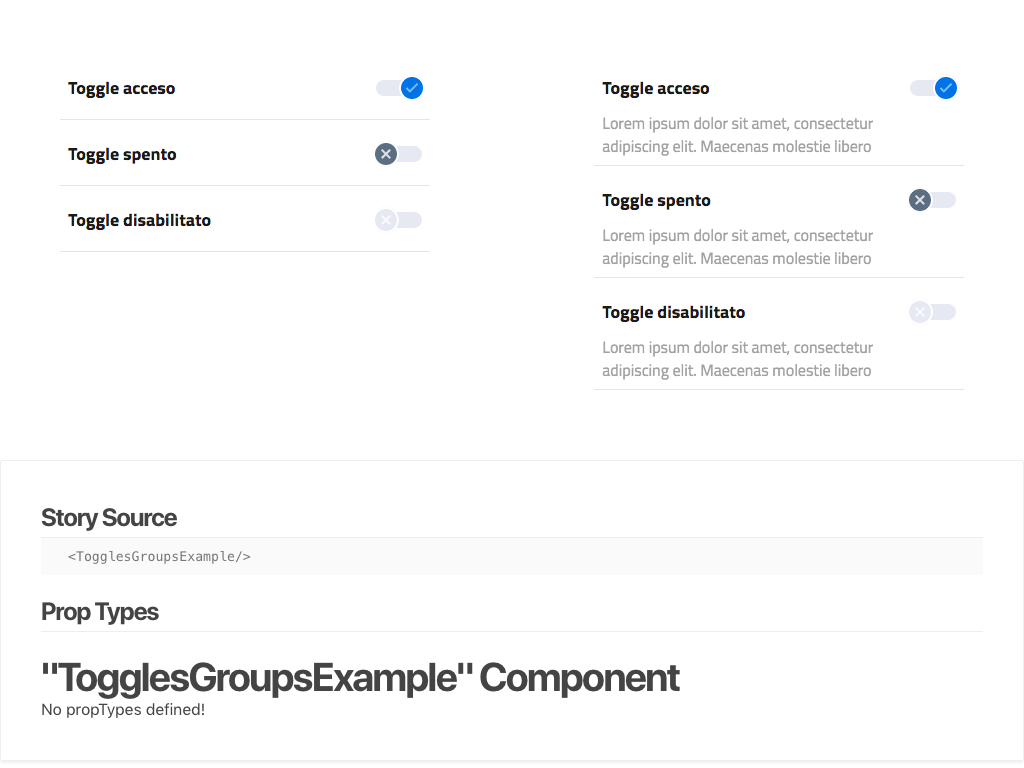 Toggle acceso
Toggle spento
Toggle disabilitato
Toggle acceso
Lorem ipsum dolor sit amet, consectetur
adipiscing elit. Maecenas molestie libero
Toggle spento
Lorem ipsum dolor sit amet, consectetur
adipiscing elit. Maecenas molestie libero
Toggle disabilitato
Lorem ipsum dolor sit amet, consectetur
adipiscing elit. Maecenas molestie libero
Story Source
<TogglesGroupsExample/>
Prop Types
"TogglesGroupsExample" Component
No propTypes defined!